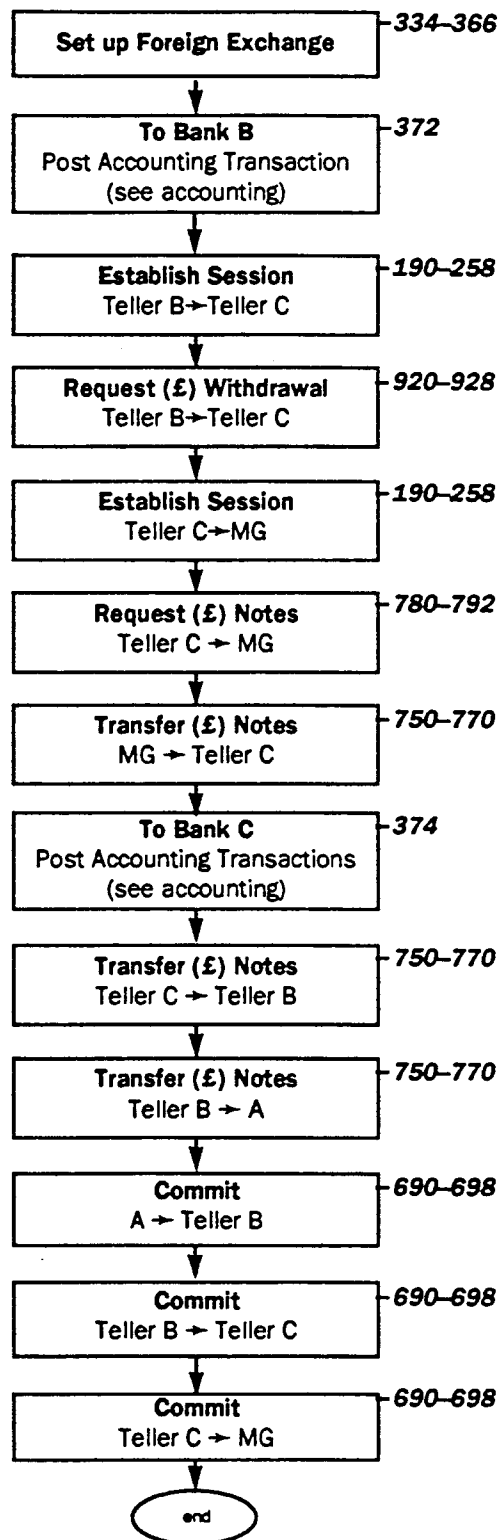 Set up Foreign Exchange
334–366
To Bank B
372
Post Accounting Transaction
(see accounting)
Establish Session
190–258
Teller B→Teller C
Request (£) Withdrawal
920–928
Teller B→Teller C
Establish Session
190–258
Teller C→MG
Request (£) Notes
780–792
Teller C → MG
Transfer (£) Notes
750–770
MG → Teller C
To Bank C
374
Post Accounting Transactions
(see accounting)
Transfer (£) Notes
750–770
Teller C → Teller B
Transfer (£) Notes
750–770
Teller B → A
Commit
690–698
A → Teller B
Commit
690–698
Teller B → Teller C
Commit
690–698
Teller C → MG
end